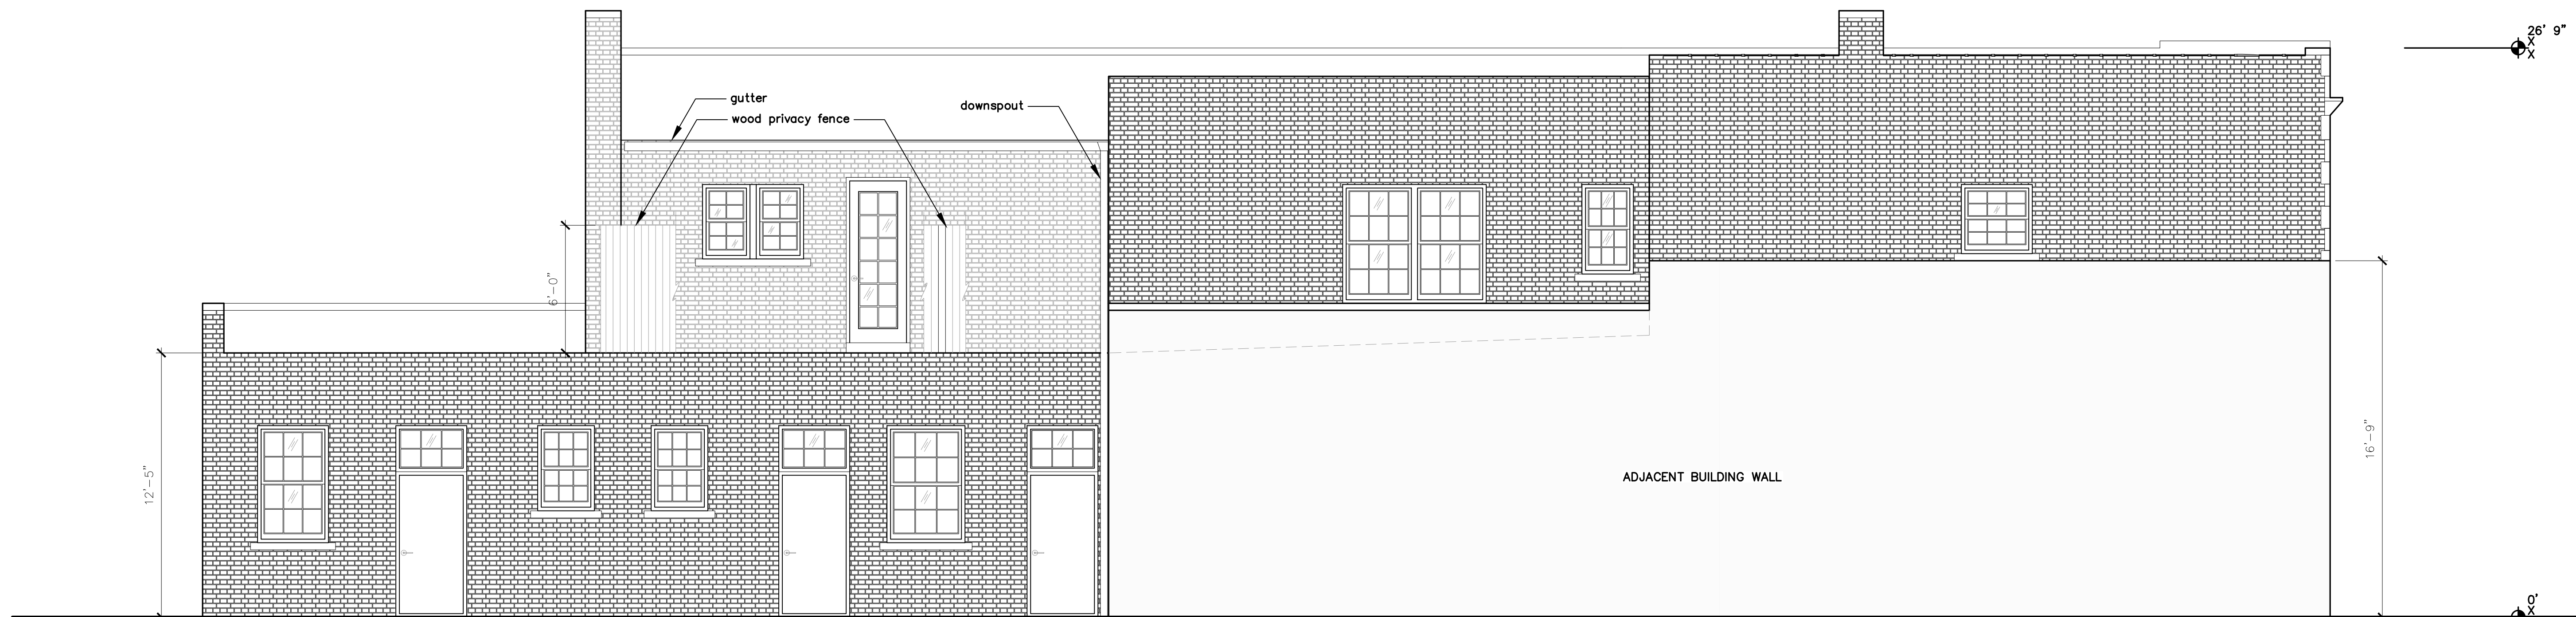 26' 9"
X
X
gutter
downspout
wood privacy fence
6'-0"
12'-5"
16'-9"
ADJACENT BUILDING WALL
0'
X